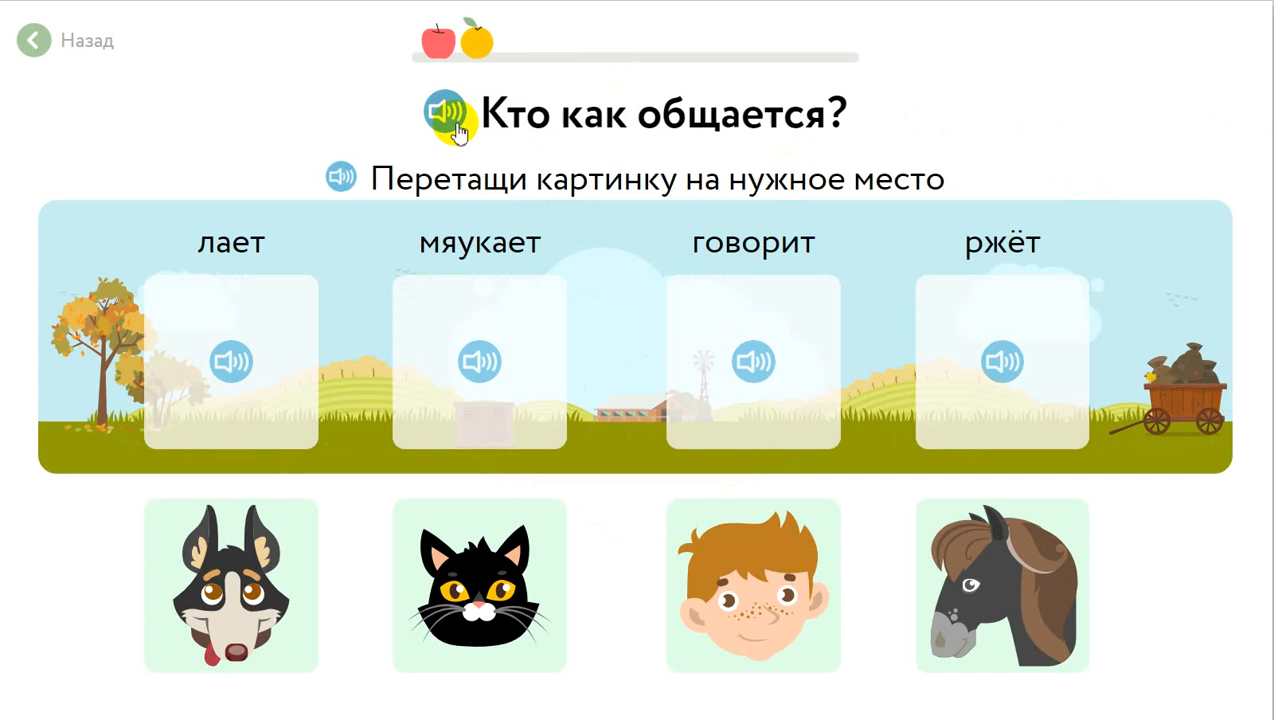 Назад
Кто как общается?
Перетащи картинку на нужное место
лает мяукает говорит ржёт